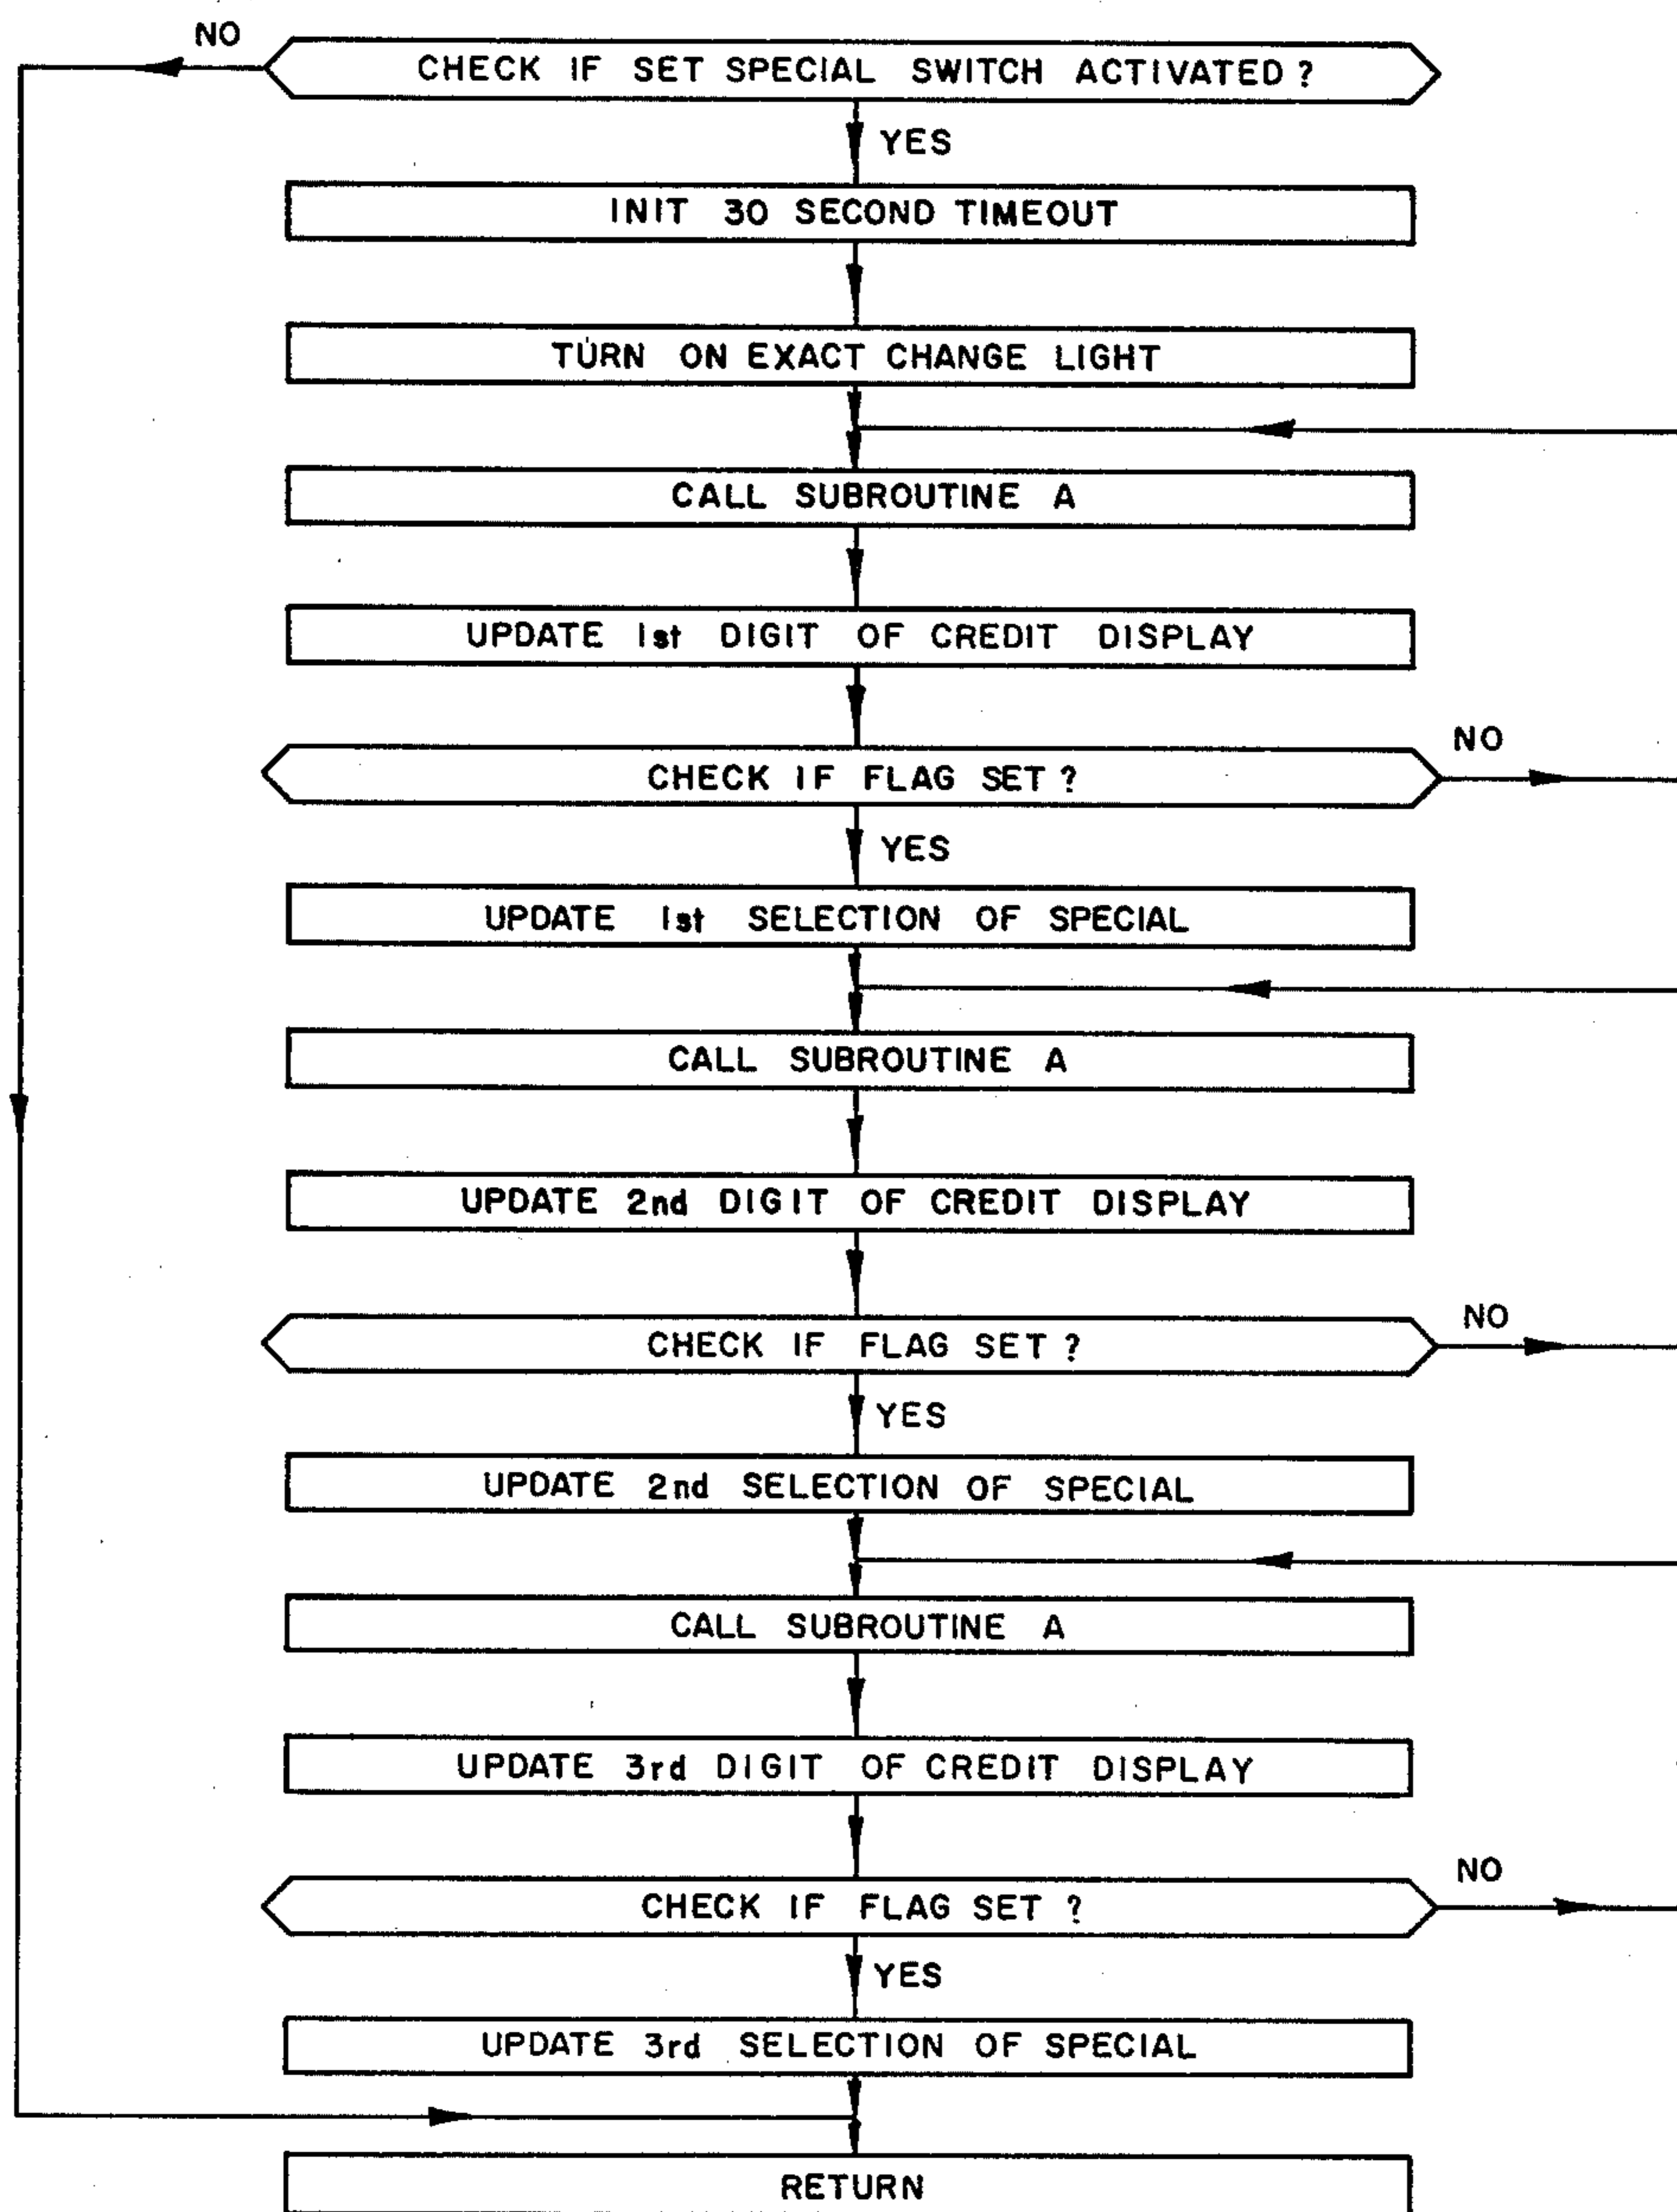 NO
CHECK IF SET SPECIAL SWITCH ACTIVATED ?
YES
INIT 30 SECOND TIMEOUT
TURN ON EXACT CHANGE LIGHT
CALL SUBROUTINE A
UPDATE 1st DIGIT OF CREDIT DISPLAY
NO
CHECK IF FLAG SET ?
YES
UPDATE 1st SELECTION OF SPECIAL
CALL SUBROUTINE A
UPDATE 2nd DIGIT OF CREDIT DISPLAY
NO
CHECK IF FLAG SET ?
YES
UPDATE 2nd SELECTION OF SPECIAL
CALL SUBROUTINE A
UPDATE 3rd DIGIT OF CREDIT DISPLAY
NO
CHECK IF FLAG SET ?
YES
UPDATE 3rd SELECTION OF SPECIAL
RETURN